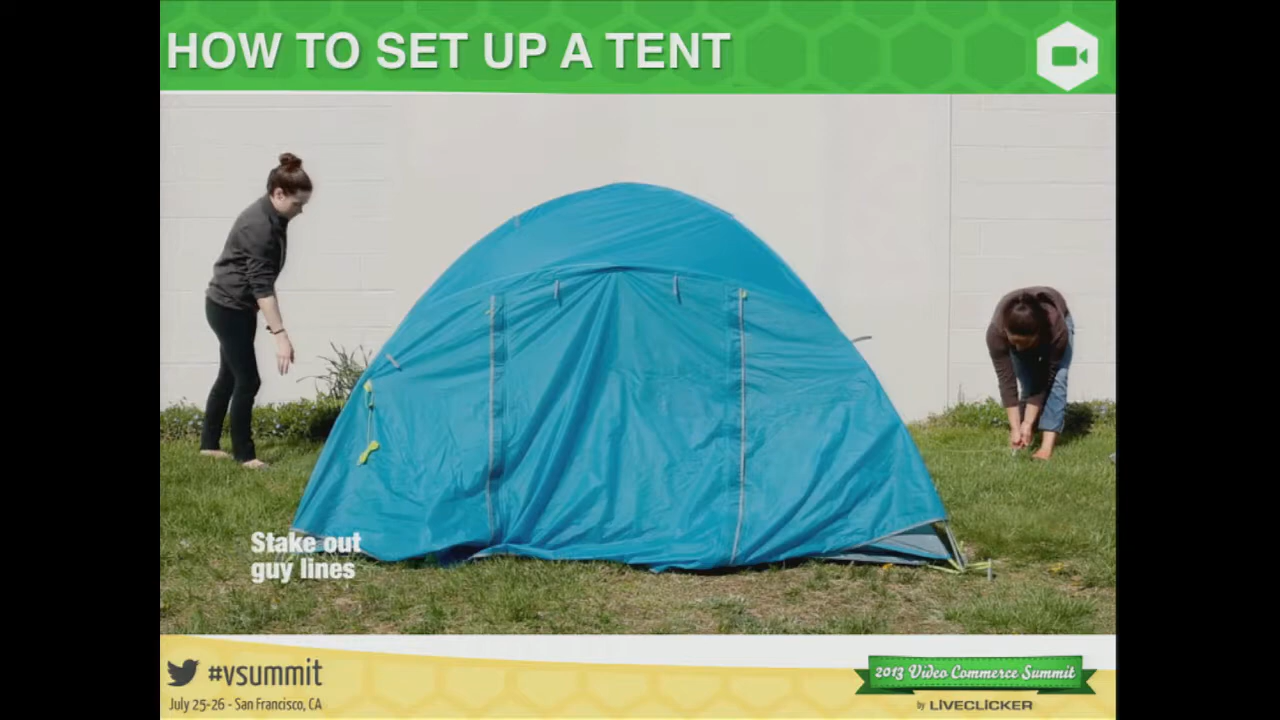 HOW TO SET UP A TENT
Stake out
guy lines
#vsummit
July 25-26 - San Francisco, CA
2013 Video Commerce Summit
by LIVECLICKER